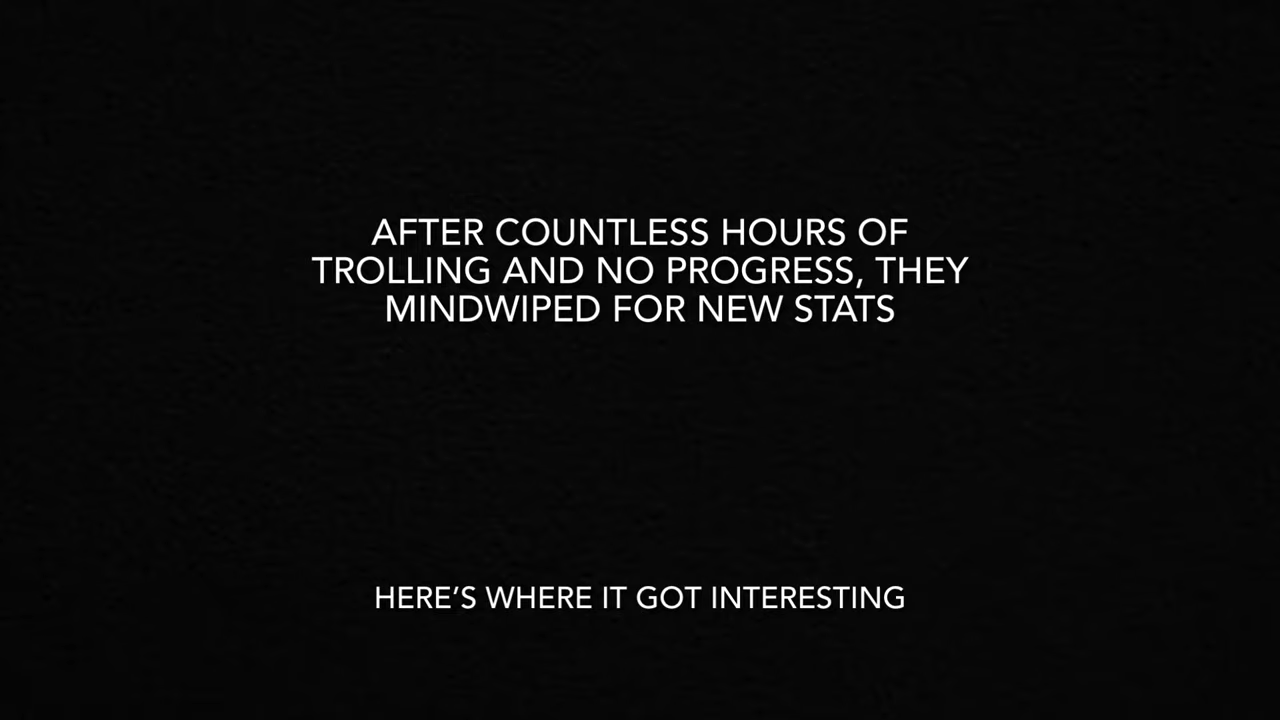 AFTER COUNTLESS HOURS OF
TROLLING AND NO PROGRESS, THEY
MINDWIPED FOR NEW STATS
HERE’S WHERE IT GOT INTERESTING